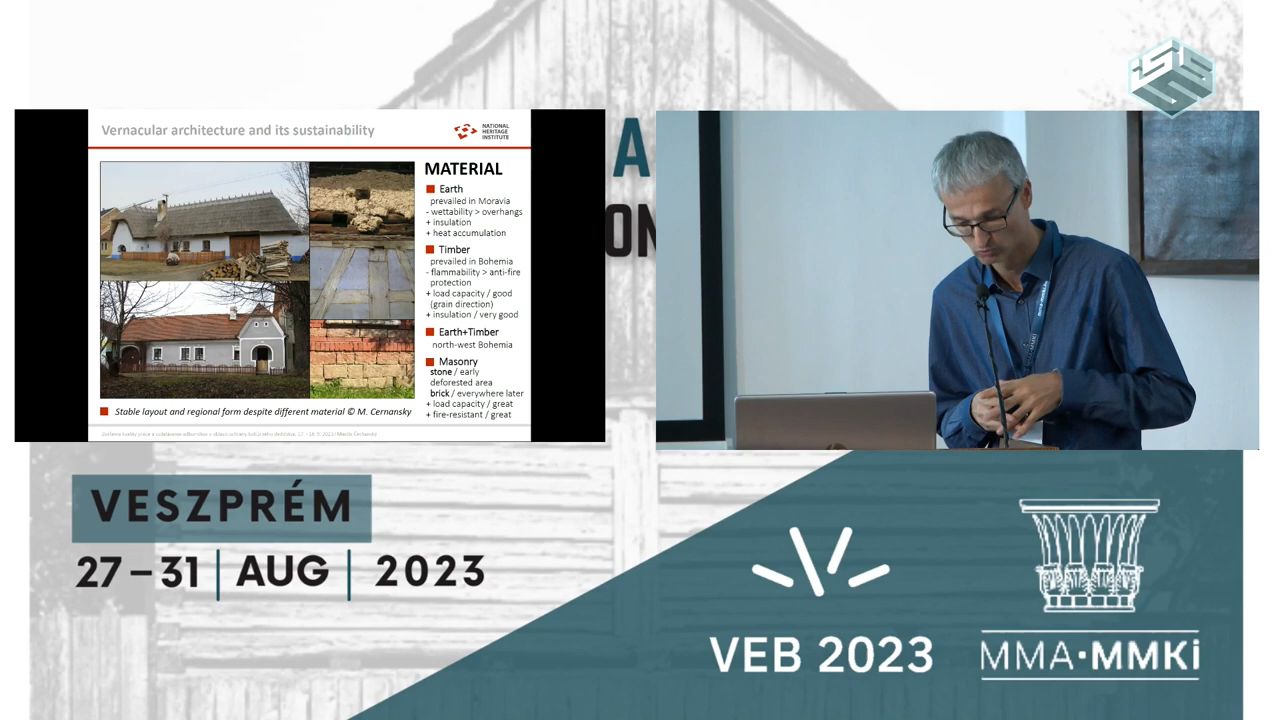 A
ON
Vernacular architecture and its sustainability
NATIONAL
HERITAGE
INSTITUTE
MATERIAL
Earth
prevailed in Moravia
- wettability > overhangs
+ insulation
+ heat accumulation
Timber
prevailed in Bohemia
- flammability > anti-fire
protection
+ load capacity / good
(grain direction)
+ insulation / very good
Earth+Timber
north-west Bohemia
Masonry
stone / early
deforested area
brick / everywhere later
+ load capacity / great
+ fire-resistant / great
Stable layout and regional form despite different material © M. Cernansky
VESZPRÉM
27–31 | AUG | 2023
VEB 2023
MMA·MMKi